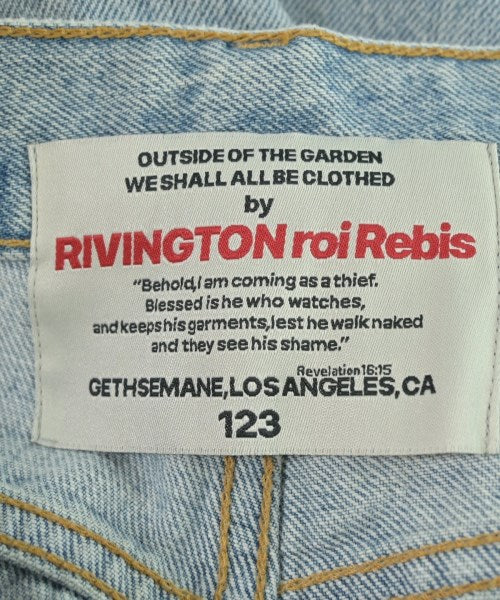 OUTSIDE OF THE GARDEN
WE SHALL ALL BE CLOTHED
by
RIVINGTON roi Rebis
"Behold,I am coming as a thief.
Blessed is he who watches,
and keeps his garments,lest he walk naked
and they see his shame."
Revelation 16:15
GETHSEMANE,LOS ANGELES,CA
123